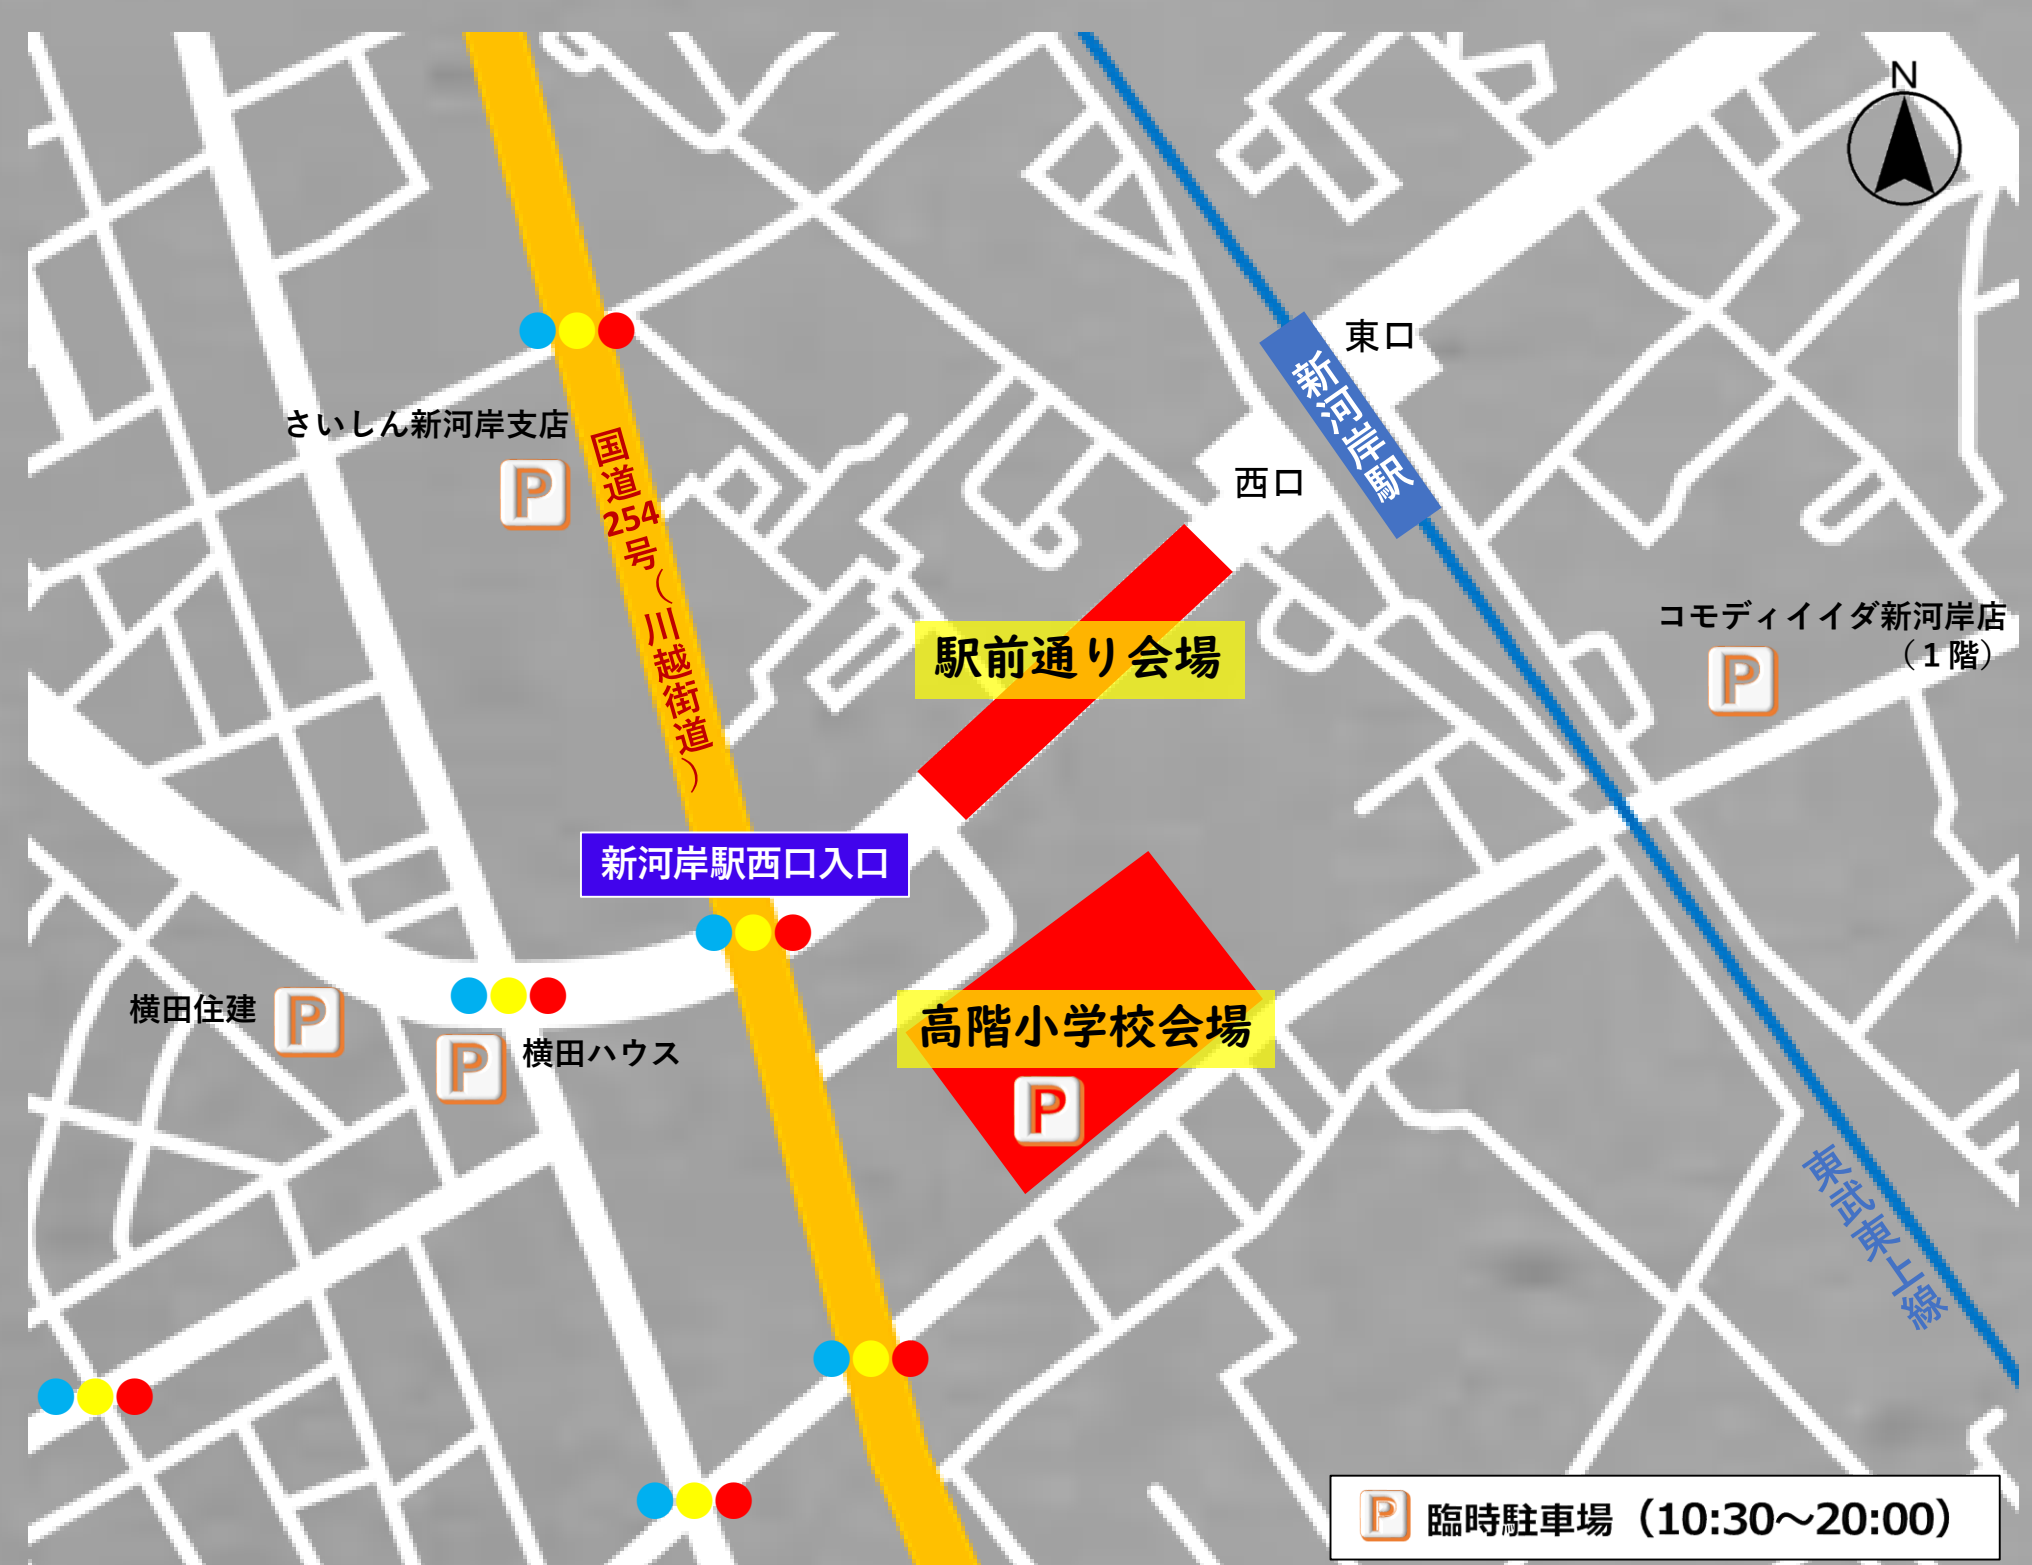 N
東口
新河岸駅
さいしん新河岸支店
P
国道254号(川越街道)
西口
コモディイイダ新河岸店
(1階)
P
駅前通り会場
新河岸駅西口入口
横田住建
P
P
横田ハウス
高階小学校会場
P
東武東上線
P 臨時駐車場(10:30～20:00)